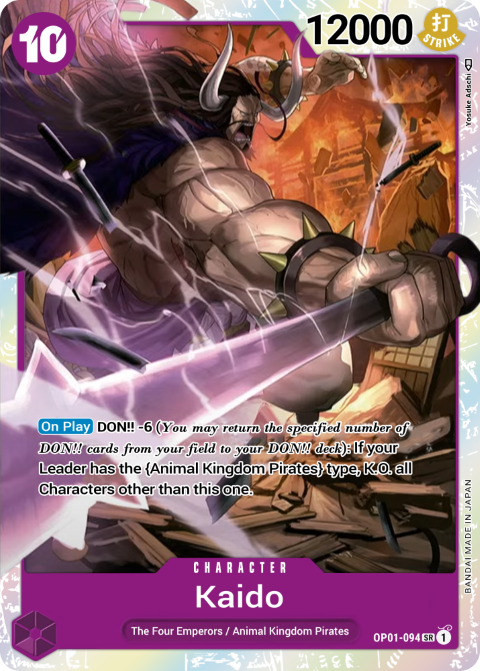 10
12000
打
STRIKE
Yosuke Adachi
On Play DON!! -6 (You may return the specified number of
DON!! cards from your field to your DON!! deck): If your
Leader has the {Animal Kingdom Pirates} type, K.O. all
Characters other than this one.
BANDAI MADE IN JAPAN
CHARACTER
Kaido
The Four Emperors / Animal Kingdom Pirates
OP01-094 SR 1